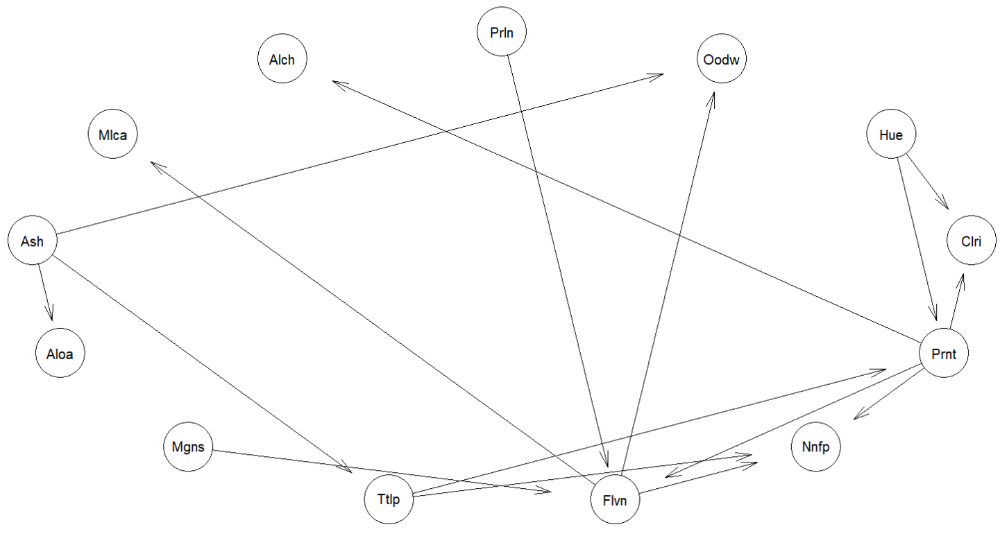 Prln
Alch
Oodw
Mlca
Hue
Ash
Clri
Aloa
Prnt
Mgns
Nnfp
Ttlp
Flvn